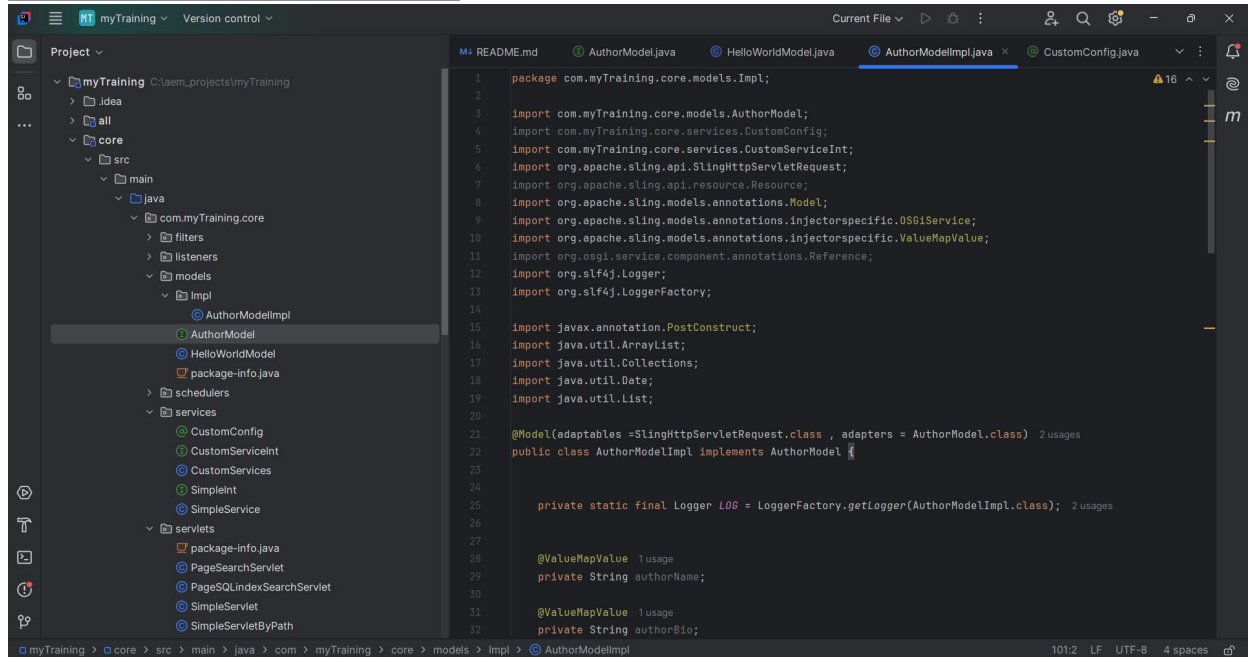 MT myTraining Version control Current File
Project
myTraining C:\aem_projects\myTraining
.idea
all
core
src
main
java
com.myTraining.core
filters
listeners
models
Impl
AuthorModelImpl
AuthorModel
HelloWorldModel
package-info.java
schedulers
services
CustomConfig
CustomServiceInt
CustomServices
SimpleInt
SimpleService
servlets
package-info.java
PageSearchServlet
PageSQLindexSearchServlet
SimpleServlet
SimpleServletByPath
M↓ README.md AuthorModel.java HelloWorldModel.java AuthorModelImpl.java × CustomConfig.java
16
1 package com.myTraining.core.models.Impl;
2
3 import com.myTraining.core.models.AuthorModel;
4 import com.myTraining.core.services.CustomConfig;
5 import com.myTraining.core.services.CustomServiceInt;
6 import org.apache.sling.api.SlingHttpServletRequest;
7 import org.apache.sling.api.resource.Resource;
8 import org.apache.sling.models.annotations.Model;
9 import org.apache.sling.models.annotations.injectorspecific.OSGiService;
10 import org.apache.sling.models.annotations.injectorspecific.ValueMapValue;
11 import org.osgi.service.component.annotations.Reference;
12 import org.slf4j.Logger;
13 import org.slf4j.LoggerFactory;
14
15 import javax.annotation.PostConstruct;
16 import java.util.ArrayList;
17 import java.util.Collections;
18 import java.util.Date;
19 import java.util.List;
20
21 @Model(adaptables =SlingHttpServletRequest.class , adapters = AuthorModel.class) 2 usages
22 public class AuthorModelImpl implements AuthorModel {
23
24
25 private static final Logger LOG = LoggerFactory.getLogger(AuthorModelImpl.class); 2 usages
26
27
28 @ValueMapValue 1 usage
29 private String authorName;
30
31 @ValueMapValue 1 usage
32 private String authorBio;
m
myTraining > core > src > main > java > com > myTraining > core > models > Impl > AuthorModelImpl 101:2 LF UTF-8 4 spaces